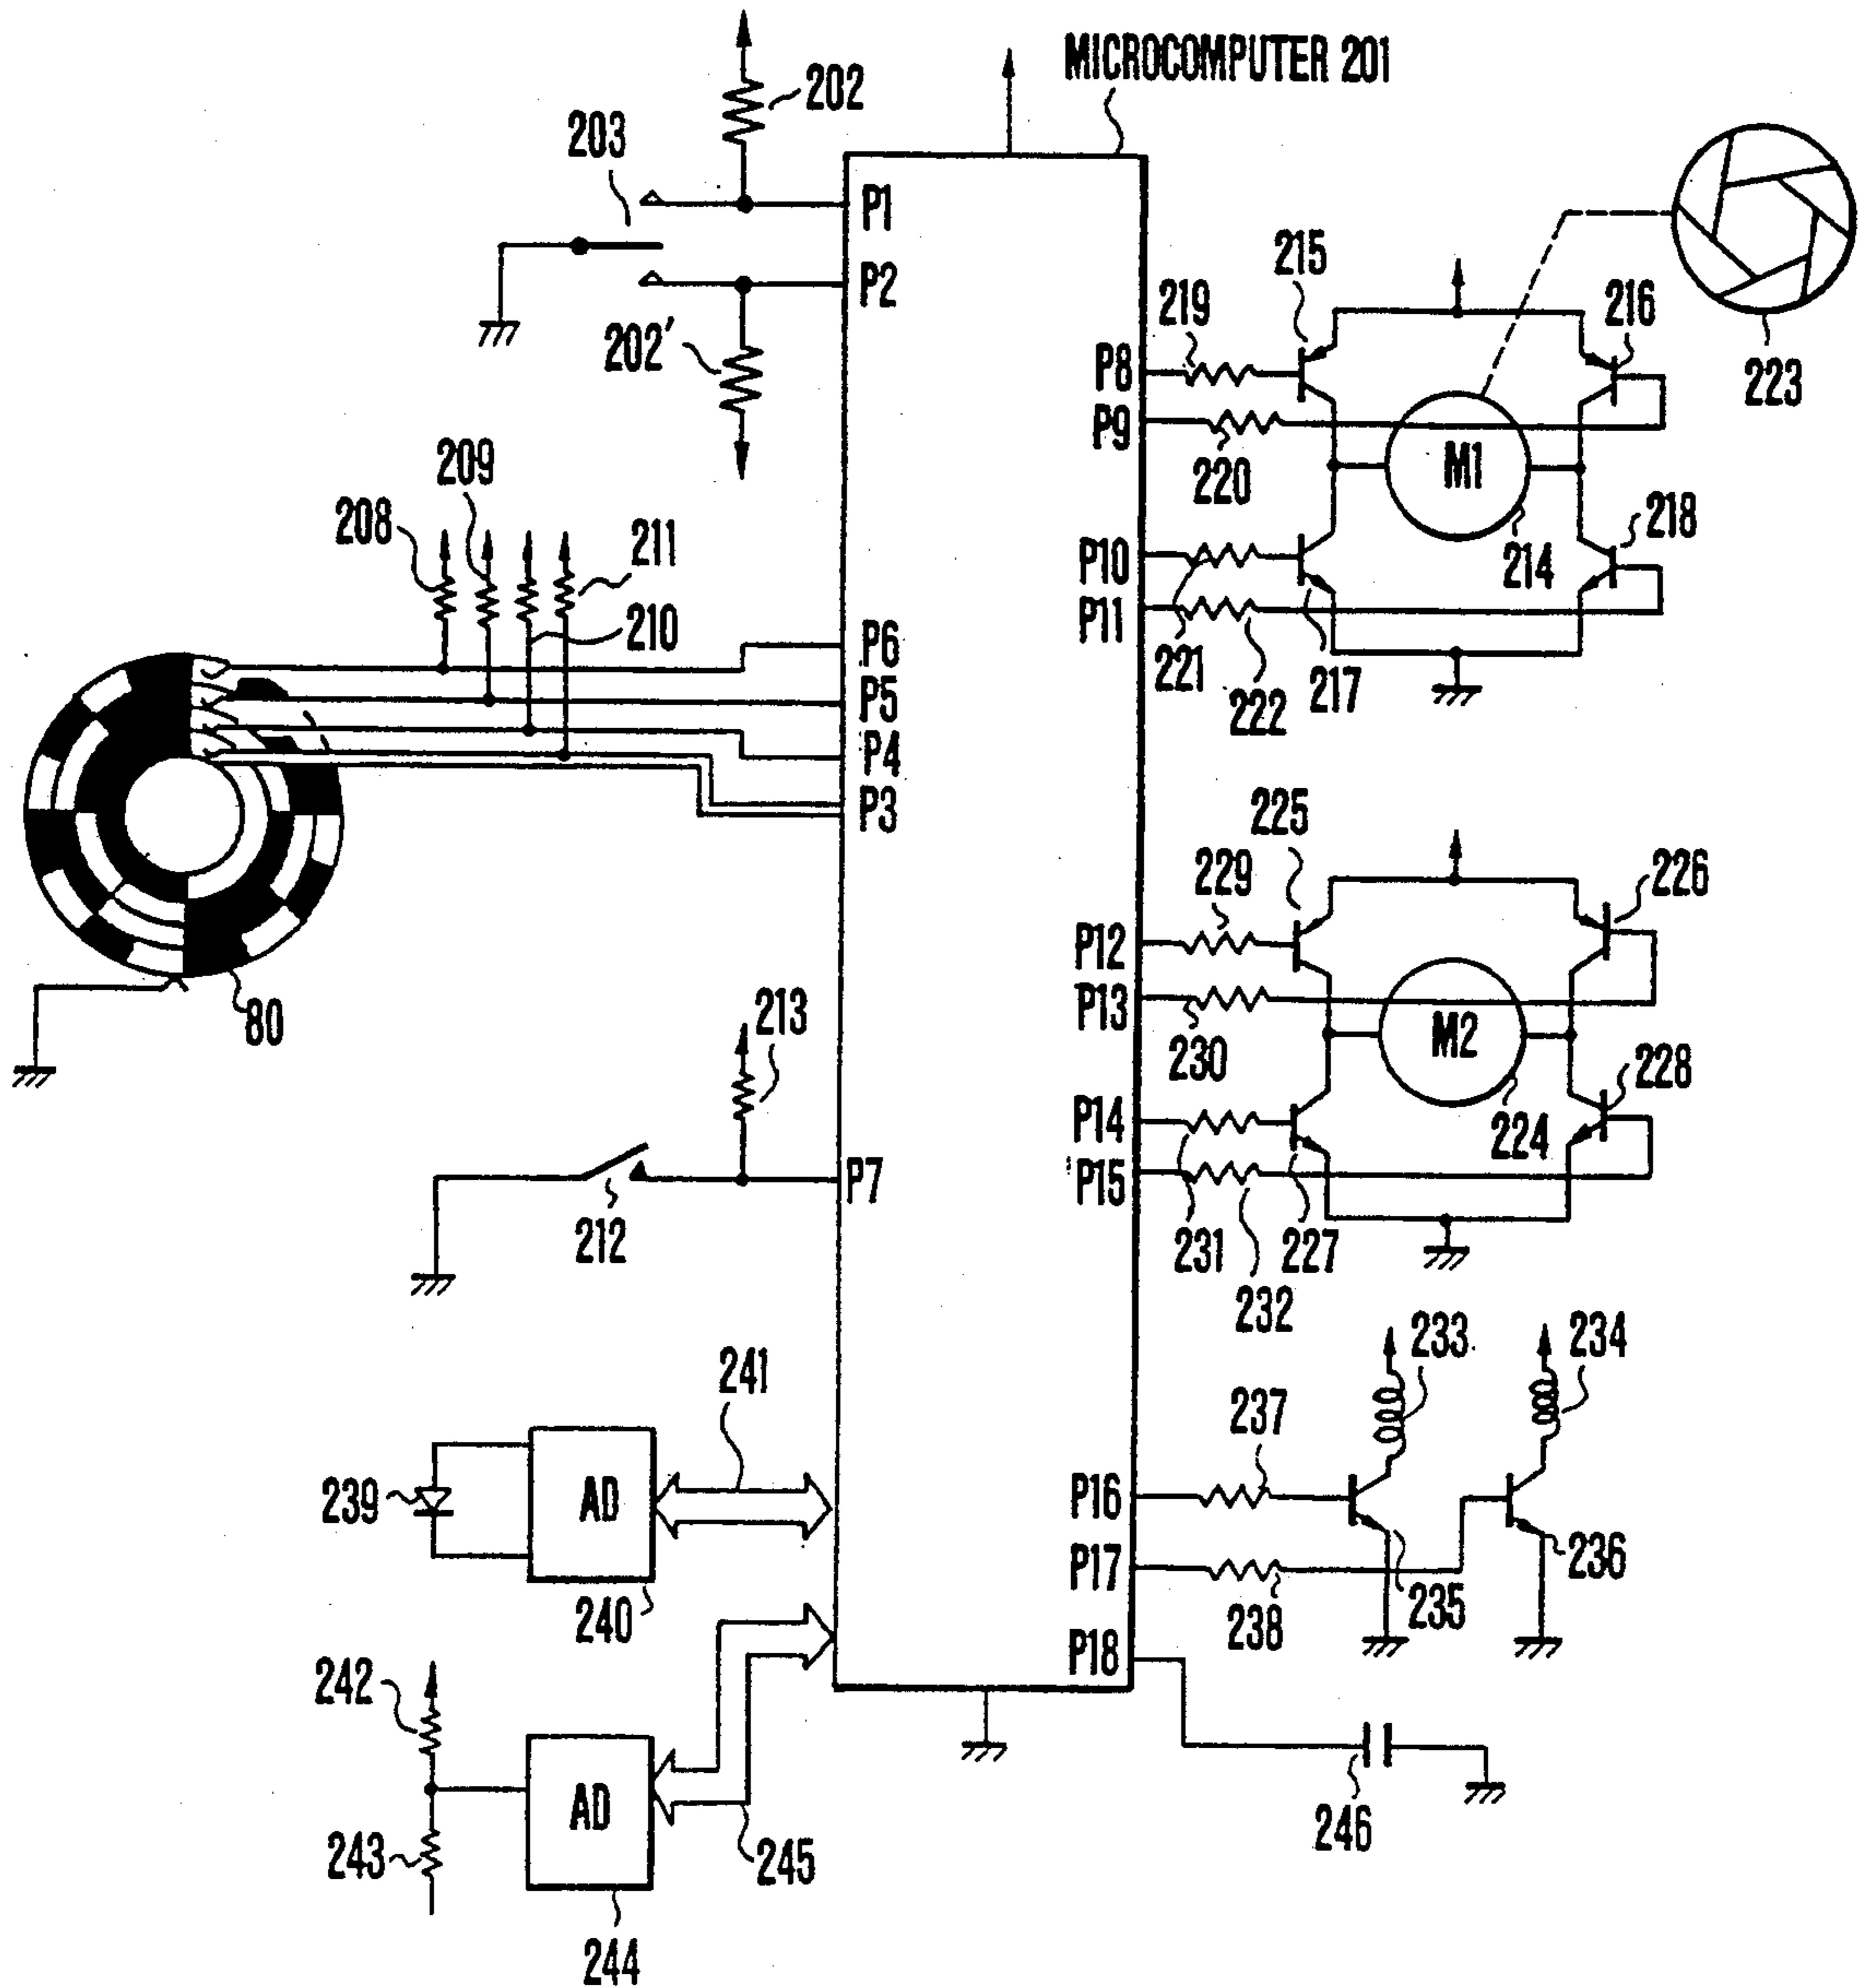 MICROCOMPUTER 201
202
203
P1
P2
202'
215
216
223
219
P8
P9
220
M1
214
218
209
208
211
210
P10
P11
221
222
217
P6
P5
P4
P3
225
229
226
P12
P13
230
M2
224
228
80
213
P14
P15
231
227
232
P7
212
233
234
241
237
239
AD
240
P16
P17
238
235
236
P18
242
243
AD
245
244
246